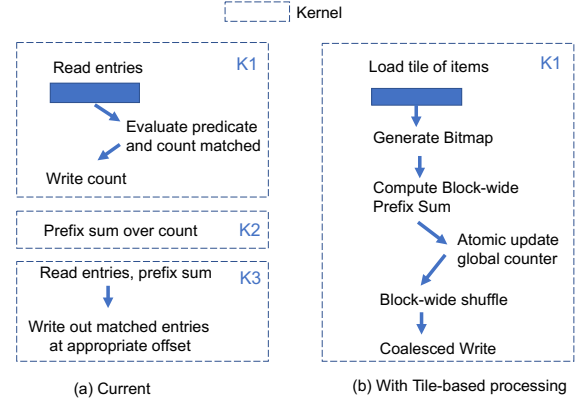 Kernel
K1
Read entries
Evaluate predicate
and count matched
Write count
Prefix sum over count
K2
Read entries, prefix sum
K3
Write out matched entries
at appropriate offset
(a) Current
K1
Load tile of items
Generate Bitmap
Compute Block-wide
Prefix Sum
Atomic update
global counter
Block-wide shuffle
Coalesced Write
(b) With Tile-based processing